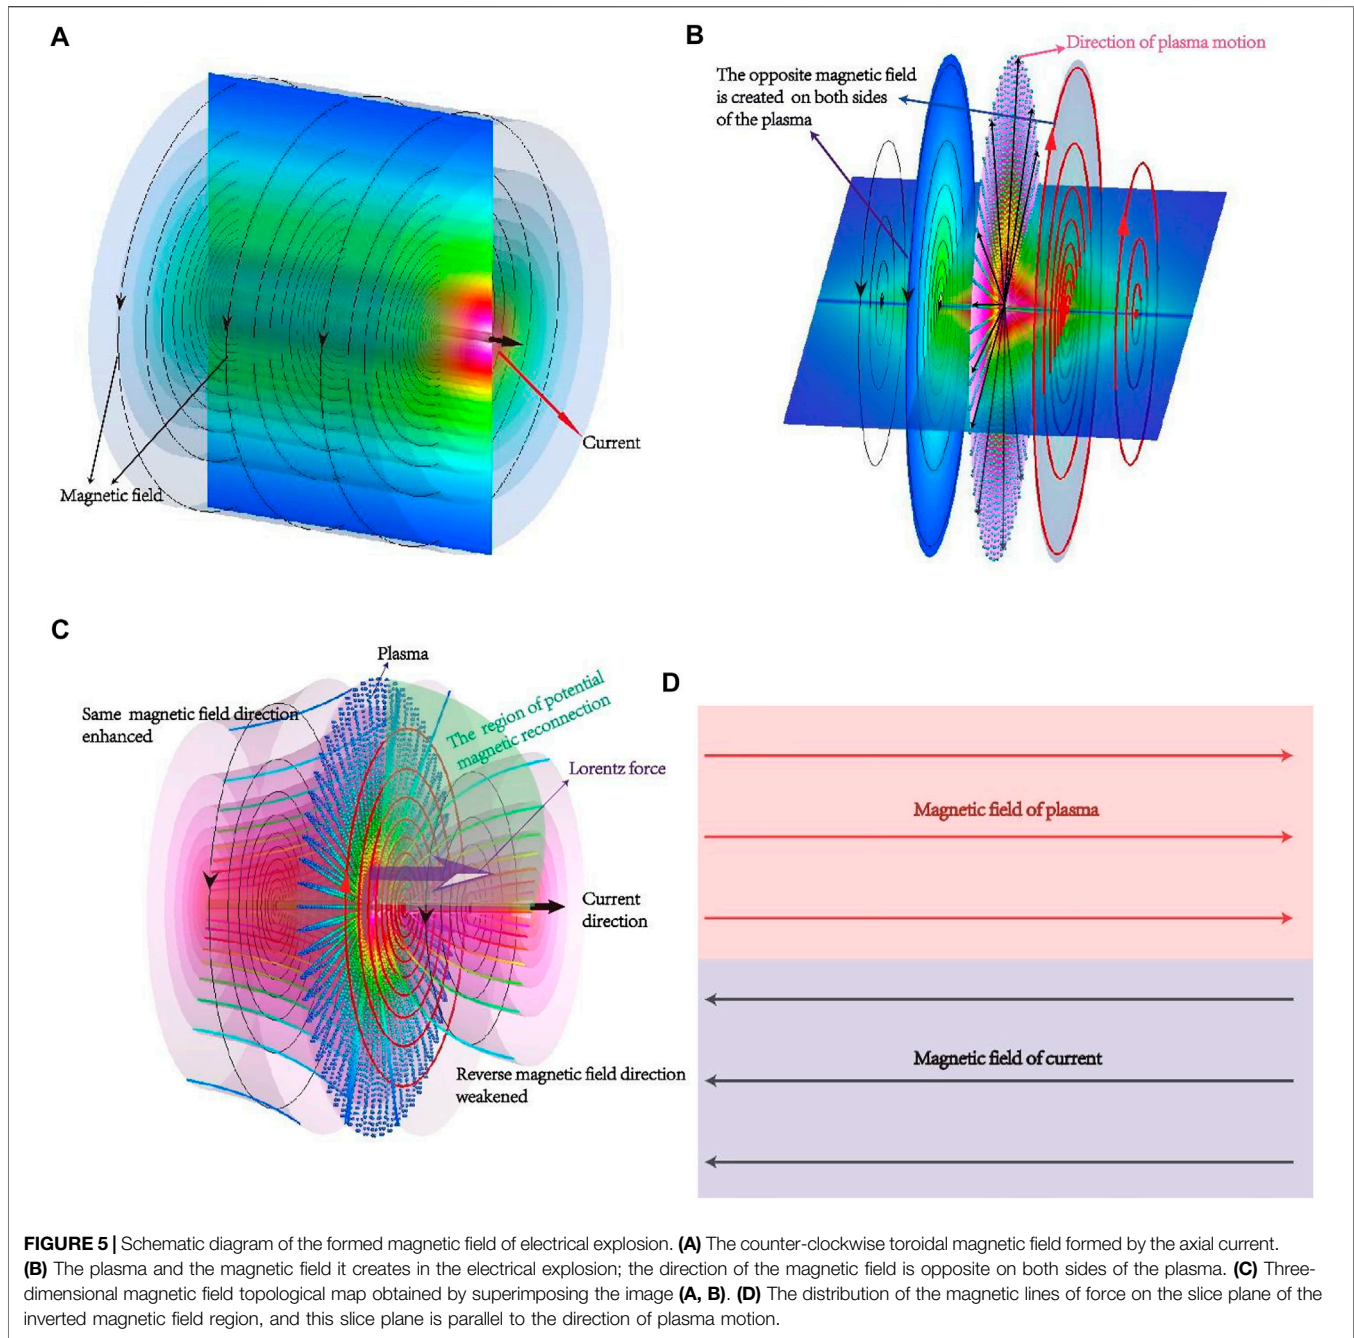 A
Current
Magnetic field
B
Direction of plasma motion
The opposite magnetic field
is created on both sides
of the plasma
C
Plasma
Same magnetic field direction
enhanced
The region of potential
magnetic reconnection
Lorentz force
Current
direction
Reverse magnetic field direction
weakened
D
Magnetic field of plasma
Magnetic field of current
FIGURE 5 | Schematic diagram of the formed magnetic field of electrical explosion. (A) The counter-clockwise toroidal magnetic field formed by the axial current.
(B) The plasma and the magnetic field it creates in the electrical explosion; the direction of the magnetic field is opposite on both sides of the plasma. (C) Three-
dimensional magnetic field topological map obtained by superimposing the image (A, B). (D) The distribution of the magnetic lines of force on the slice plane of the
inverted magnetic field region, and this slice plane is parallel to the direction of plasma motion.